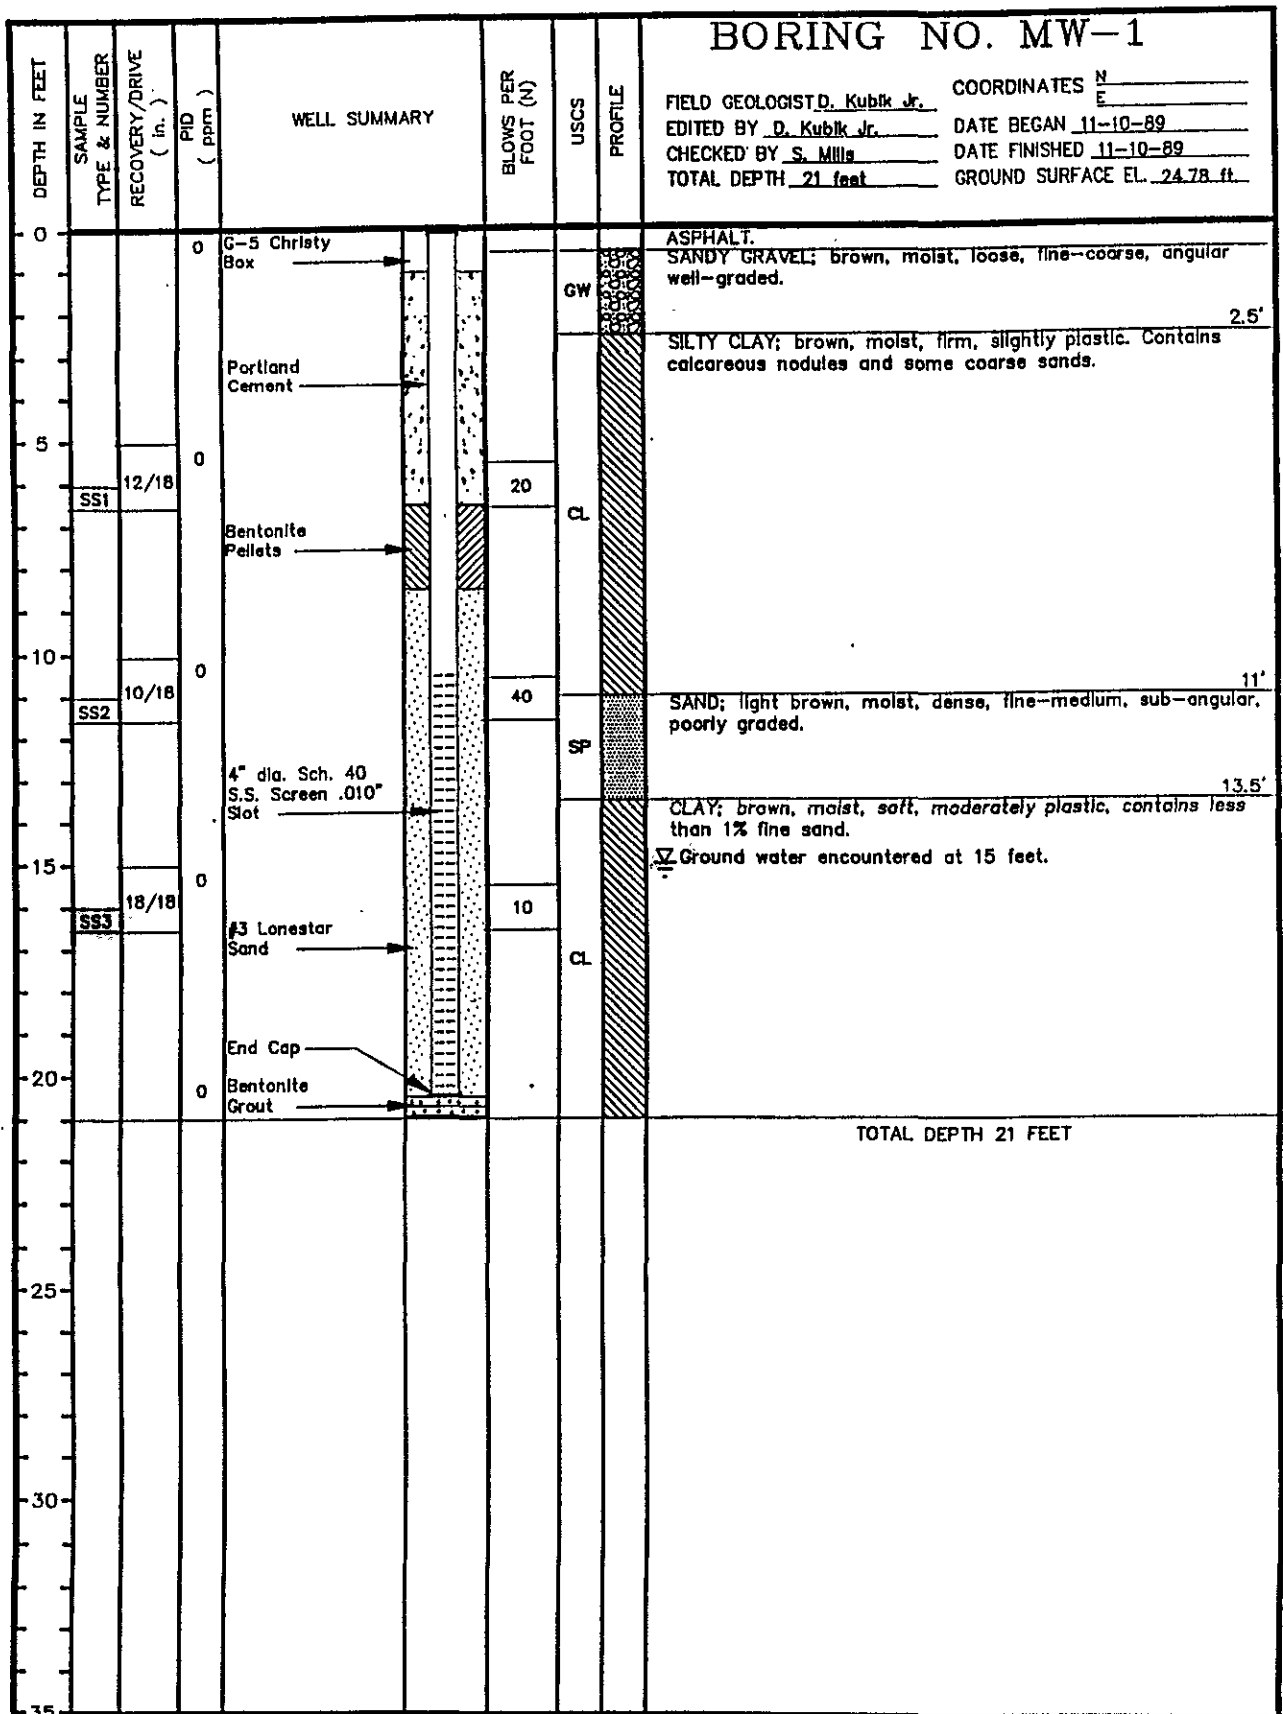 BORING NO. MW-1
DEPTH IN FEET
SAMPLE
TYPE & NUMBER
RECOVERY/DRIVE
( in. )
PID
( ppm )
WELL SUMMARY
BLOWS PER
FOOT (N)
USCS
PROFILE
FIELD GEOLOGIST D. Kubik Jr.
EDITED BY D. Kubik Jr.
CHECKED BY S. Mills
TOTAL DEPTH 21 feet
COORDINATES N
E
DATE BEGAN 11-10-89
DATE FINISHED 11-10-89
GROUND SURFACE EL. 24.78 ft.
0
0
G-5 Christy
Box
ASPHALT.
SANDY GRAVEL; brown, moist, loose, fine-coarse, angular
well-graded.
GW
2.5'
SILTY CLAY; brown, moist, firm, slightly plastic. Contains
calcareous nodules and some coarse sands.
Portland
Cement
5
0
12/18
SS1
20
CL
Bentonite
Pellets
10
0
10/18
SS2
40
11'
SAND; light brown, moist, dense, fine-medium, sub-angular,
poorly graded.
SP
4" dia. Sch. 40
S.S. Screen .010"
Slot
13.5'
CLAY; brown, moist, soft, moderately plastic, contains less
than 1% fine sand.
Ground water encountered at 15 feet.
15
0
18/18
SS3
10
#3 Lonestar
Sand
CL
End Cap
20
0
Bentonite
Grout
TOTAL DEPTH 21 FEET
25
30
35